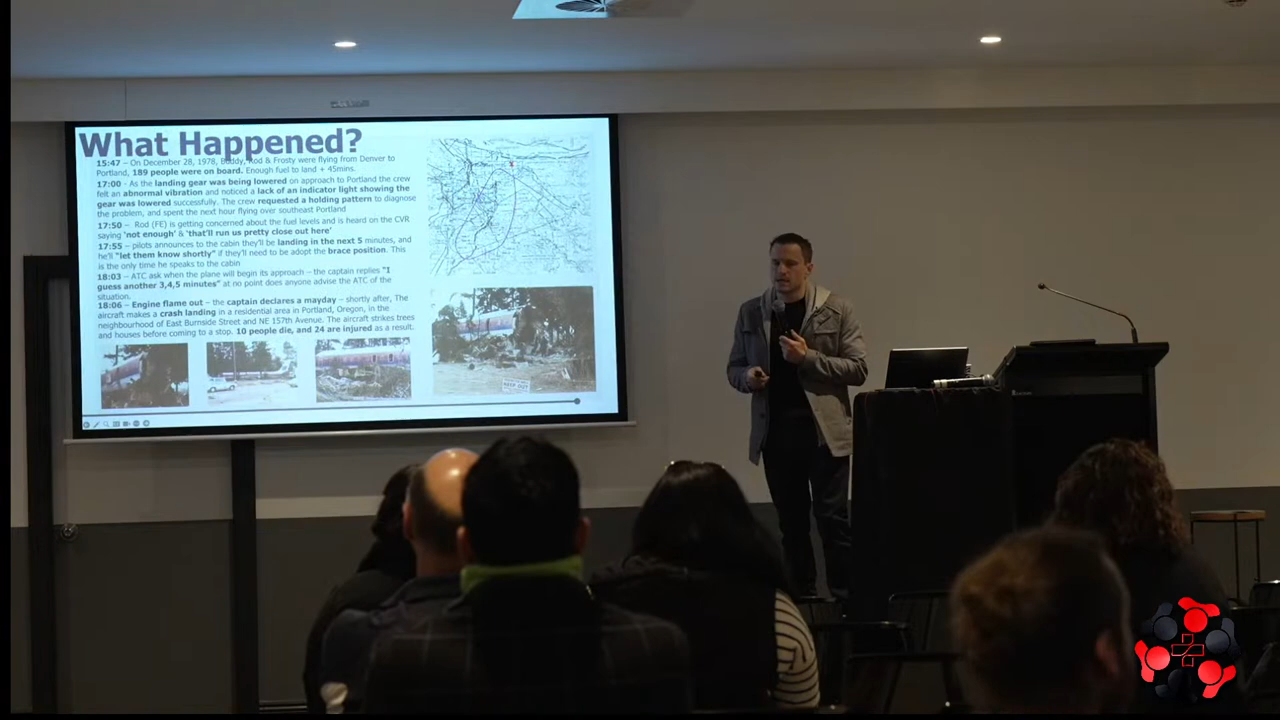 What Happened?
15:47 – On December 28, 1978, Buddy, Rod & Frosty were flying from Denver to
Portland, 189 people were on board. Enough fuel to land + 45mins.
17:00 - As the landing gear was being lowered on approach to Portland the crew
felt an abnormal vibration and noticed a lack of an indicator light showing the
gear was lowered successfully. The crew requested a holding pattern to diagnose
the problem, and spent the next hour flying over southeast Portland
17:50 – Rod (FE) is getting concerned about the fuel levels and is heard on the CVR
saying 'not enough' & 'that'll run us pretty close out here'
17:55 – pilots announces to the cabin they'll be landing in the next 5 minutes, and
he'll "let them know shortly" if they'll need to be adopt the brace position. This
is the only time he speaks to the cabin
18:03 – ATC ask when the plane will begin its approach – the captain replies "I
guess another 3,4,5 minutes" at no point does anyone advise the ATC of the
situation.
18:06 – Engine flame out – the captain declares a mayday – shortly after, The
aircraft makes a crash landing in a residential area in Portland, Oregon, in the
neighbourhood of East Burnside Street and NE 157th Avenue. The aircraft strikes trees
and houses before coming to a stop. 10 people die, and 24 are injured as a result.
KEEP OUT